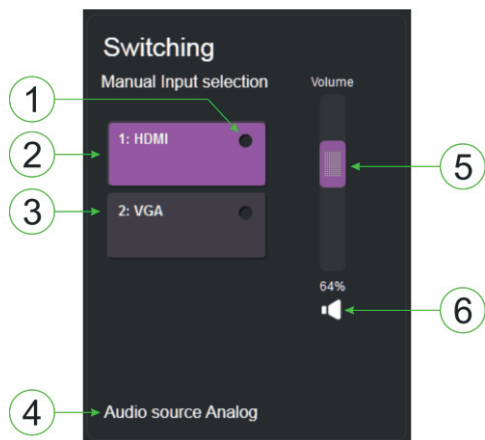 Switching
Manual Input selection
Volume
1
1: HDMI
2
5
3
2: VGA
64%
6
4
Audio source Analog